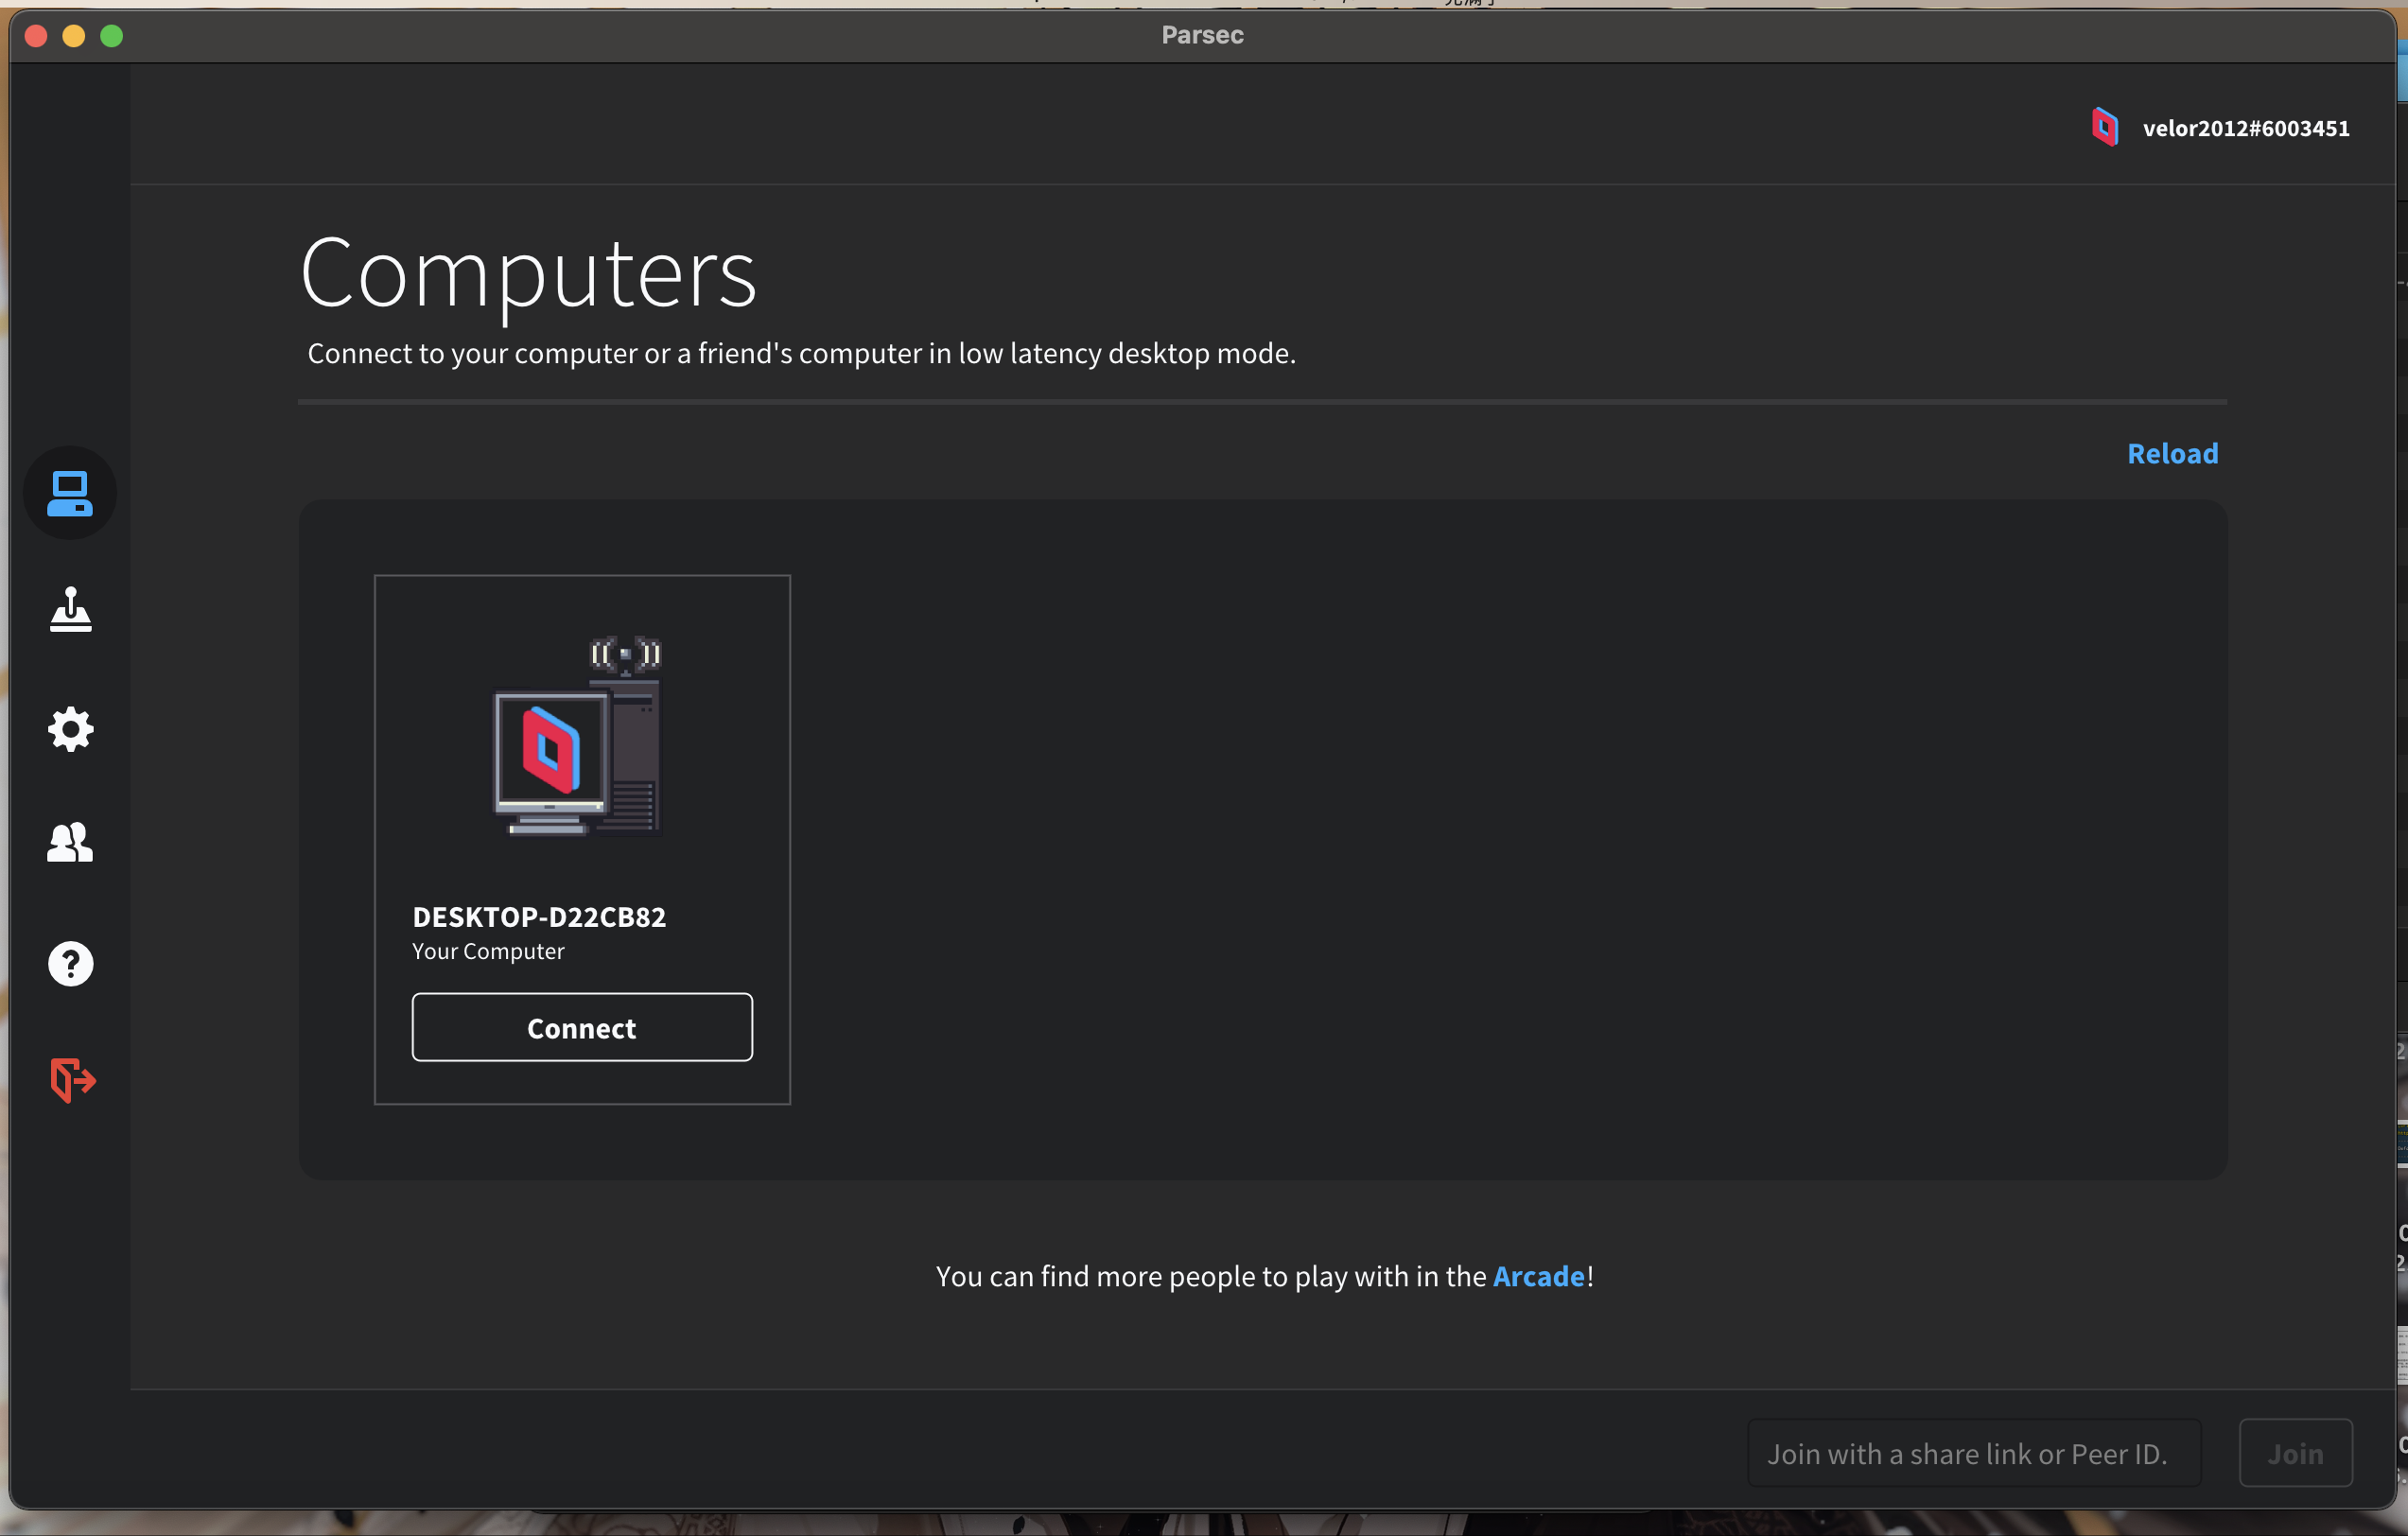 Parsec
velor2012#6003451
Computers
Connect to your computer or a friend's computer in low latency desktop mode.
Reload
DESKTOP-D22CB82
Your Computer
Connect
You can find more people to play with in the Arcade!
Join with a share link or Peer ID.
Join